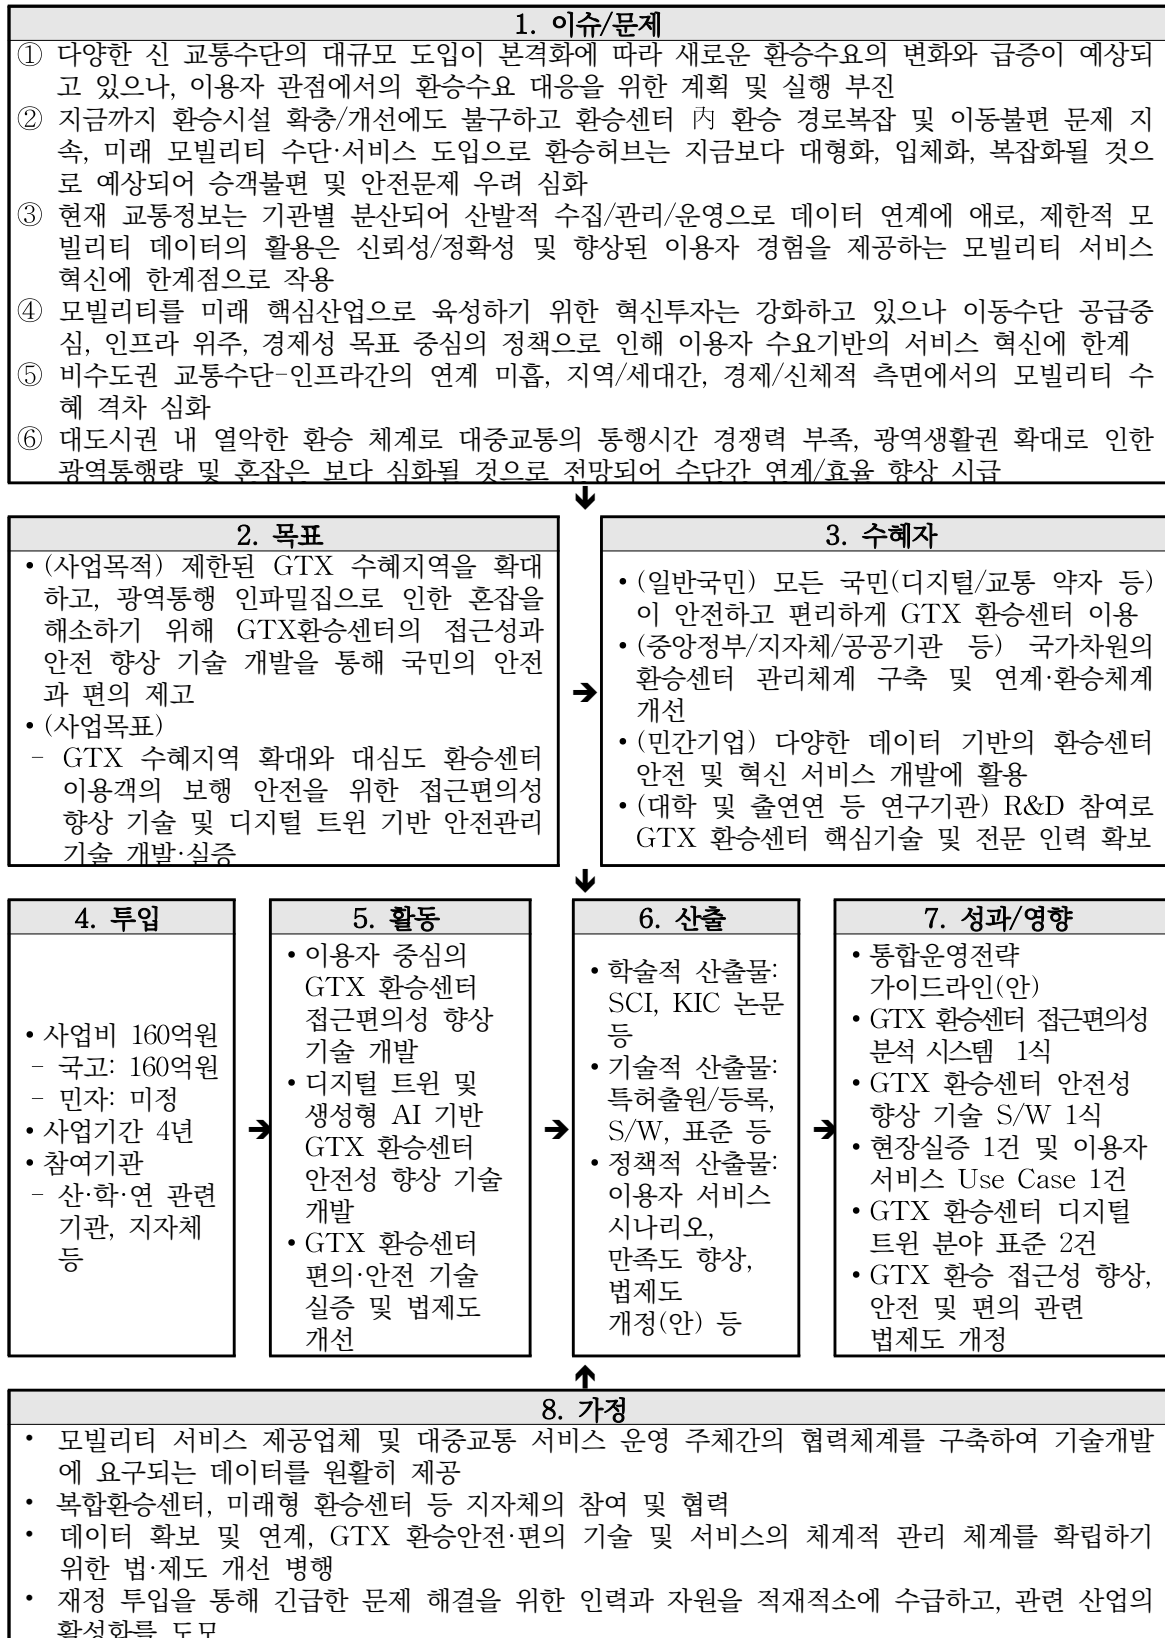 1. 이슈/문제
① 다양한 신 교통수단의 대규모 도입이 본격화에 따라 새로운 환승수요의 변화와 급증이 예상되
고 있으나, 이용자 관점에서의 환승수요 대응을 위한 계획 및 실행 부진
② 지금까지 환승시설 확충/개선에도 불구하고 환승센터 內 환승 경로복잡 및 이동불편 문제 지
속, 미래 모빌리티 수단·서비스 도입으로 환승허브는 지금보다 대형화, 입체화, 복잡화될 것으
로 예상되어 승객불편 및 안전문제 우려 심화
③ 현재 교통정보는 기관별 분산되어 산발적 수집/관리/운영으로 데이터 연계에 애로, 제한적 모
빌리티 데이터의 활용은 신뢰성/정확성 및 향상된 이용자 경험을 제공하는 모빌리티 서비스
혁신에 한계점으로 작용
④ 모빌리티를 미래 핵심산업으로 육성하기 위한 혁신투자는 강화하고 있으나 이동수단 공급중
심, 인프라 위주, 경제성 목표 중심의 정책으로 인해 이용자 수요기반의 서비스 혁신에 한계
⑤ 비수도권 교통수단-인프라간의 연계 미흡, 지역/세대간, 경제/신체적 측면에서의 모빌리티 수
혜 격차 심화
⑥ 대도시권 내 열악한 환승 체계로 대중교통의 통행시간 경쟁력 부족, 광역생활권 확대로 인한
광역통행량 및 혼잡은 보다 심화될 것으로 전망되어 수단간 연계/효율 향상 시급
2. 목표
• (사업목적) 제한된 GTX 수혜지역을 확대
하고, 광역통행 인파밀집으로 인한 혼잡을
해소하기 위해 GTX환승센터의 접근성과
안전 향상 기술 개발을 통해 국민의 안전
과 편의 제고
• (사업목표)
- GTX 수혜지역 확대와 대심도 환승센터
이용객의 보행 안전을 위한 접근편의성
향상 기술 및 디지털 트윈 기반 안전관리
기술 개발·실증
3. 수혜자
• (일반국민) 모든 국민(디지털/교통 약자 등)
이 안전하고 편리하게 GTX 환승센터 이용
• (중앙정부/지자체/공공기관 등) 국가차원의
환승센터 관리체계 구축 및 연계·환승체계
개선
• (민간기업) 다양한 데이터 기반의 환승센터
안전 및 혁신 서비스 개발에 활용
• (대학 및 출연연 등 연구기관) R&D 참여로
GTX 환승센터 핵심기술 및 전문 인력 확보
4. 투입
• 사업비 160억원
- 국고: 160억원
- 민자: 미정
• 사업기간 4년
• 참여기관
- 산·학·연 관련
기관, 지자체
등
5. 활동
• 이용자 중심의
GTX 환승센터
접근편의성 향상
기술 개발
• 디지털 트윈 및
생성형 AI 기반
GTX 환승센터
안전성 향상 기술
개발
• GTX 환승센터
편의·안전 기술
실증 및 법제도
개선
6. 산출
• 학술적 산출물:
SCI, KIC 논문
등
• 기술적 산출물:
특허출원/등록,
S/W, 표준 등
• 정책적 산출물:
이용자 서비스
시나리오,
만족도 향상,
법제도
개정(안) 등
7. 성과/영향
• 통합운영전략
가이드라인(안)
• GTX 환승센터 접근편의성
분석 시스템 1식
• GTX 환승센터 안전성
향상 기술 S/W 1식
• 현장실증 1건 및 이용자
서비스 Use Case 1건
• GTX 환승센터 디지털
트윈 분야 표준 2건
• GTX 환승 접근성 향상,
안전 및 편의 관련
법제도 개정
8. 가정
• 모빌리티 서비스 제공업체 및 대중교통 서비스 운영 주체간의 협력체계를 구축하여 기술개발
에 요구되는 데이터를 원활히 제공
• 복합환승센터, 미래형 환승센터 등 지자체의 참여 및 협력
• 데이터 확보 및 연계, GTX 환승안전·편의 기술 및 서비스의 체계적 관리 체계를 확립하기
위한 법·제도 개선 병행
• 재정 투입을 통해 긴급한 문제 해결을 위한 인력과 자원을 적재적소에 수급하고, 관련 산업의
활성화를 도모